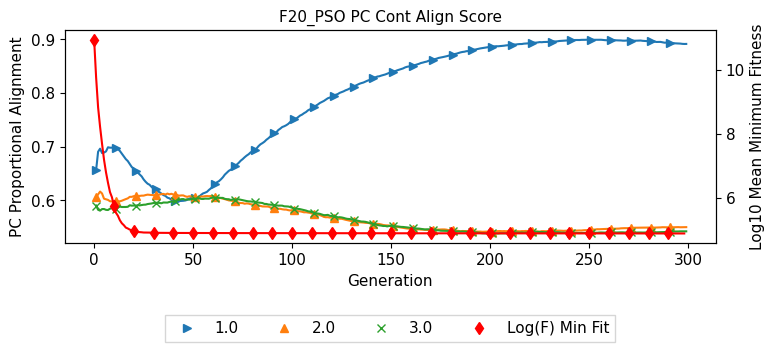 F20_PSO PC Cont Align Score
PC Proportional Alignment
0.9
0.8
0.7
0.6
10
8
6
Log10 Mean Minimum Fitness
0 50 100 150 200 250 300
Generation
1.0 2.0 3.0 Log(F) Min Fit